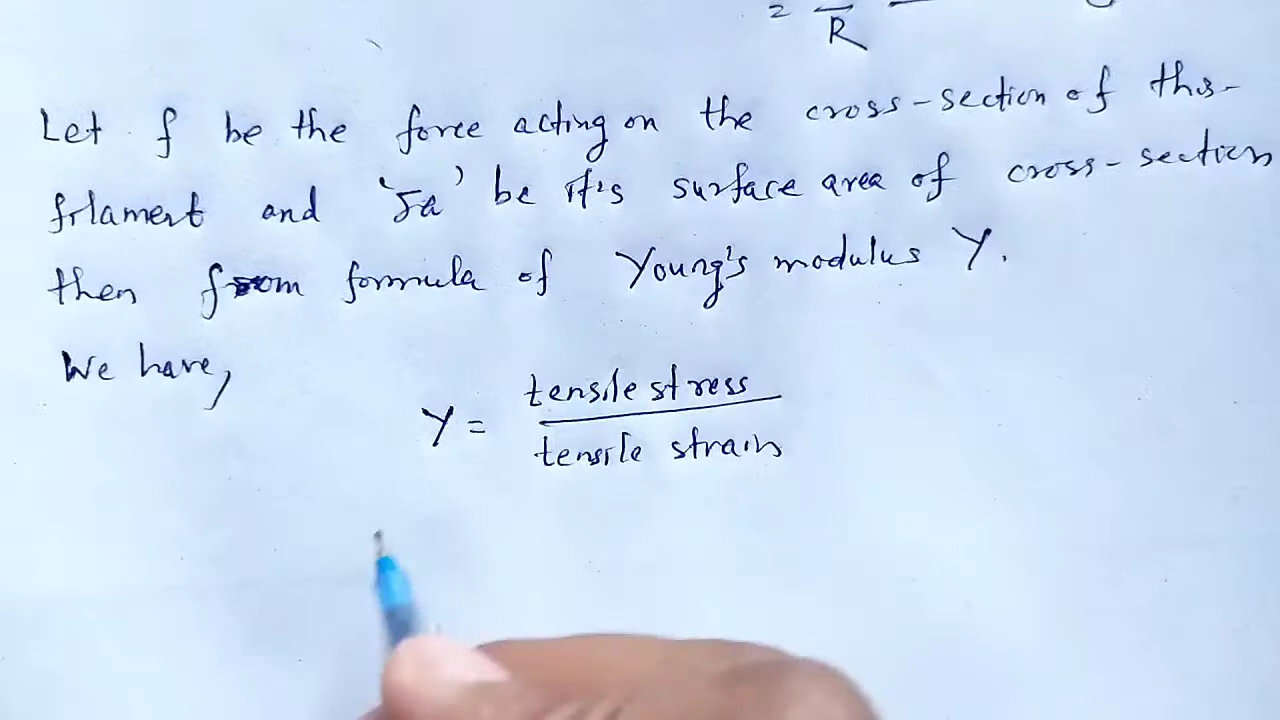 R
Let f be the force acting on the cross-section of this-
filament and 'δa' be it's surface area of cross-section
then from formula of Young's modulus Y.
We have,
Y = tensile stress
tensile strain